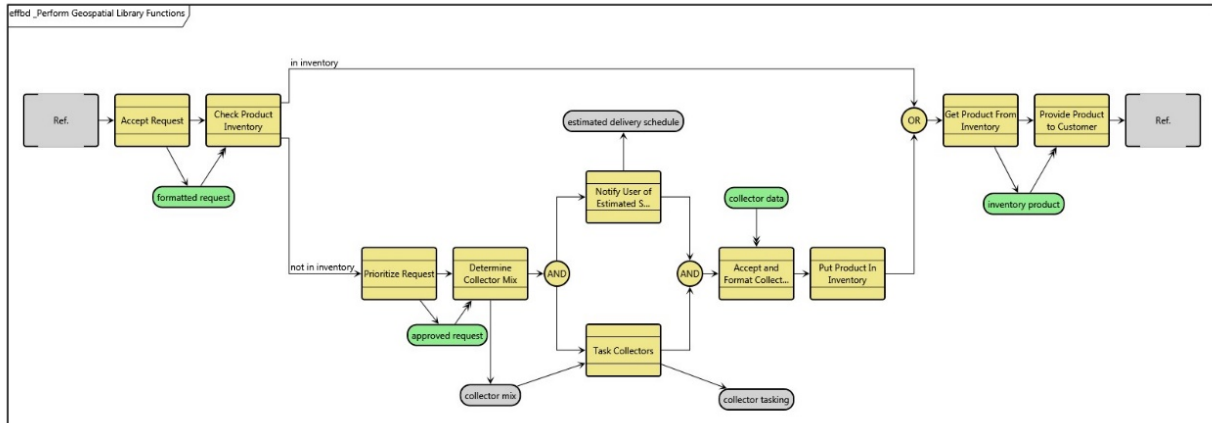 effbd _Perform Geospatial Library Functions
in inventory
Ref.
Accept Request
Check Product
Inventory
formatted request
not in inventory
Prioritize Request
Determine
Collector Mix
approved request
collector mix
AND
estimated delivery schedule
Notify User of
Estimated S...
Task Collectors
collector tasking
AND
collector data
Accept and
Format Collect...
Put Product In
Inventory
OR
Get Product From
Inventory
Provide Product
to Customer
inventory product
Ref.